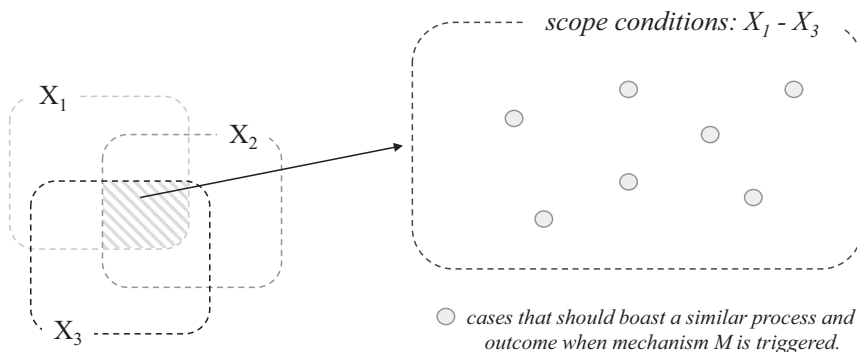 scope conditions: X₁ - X₃
X₁
X₂
X₃
cases that should boast a similar process and
outcome when mechanism M is triggered.